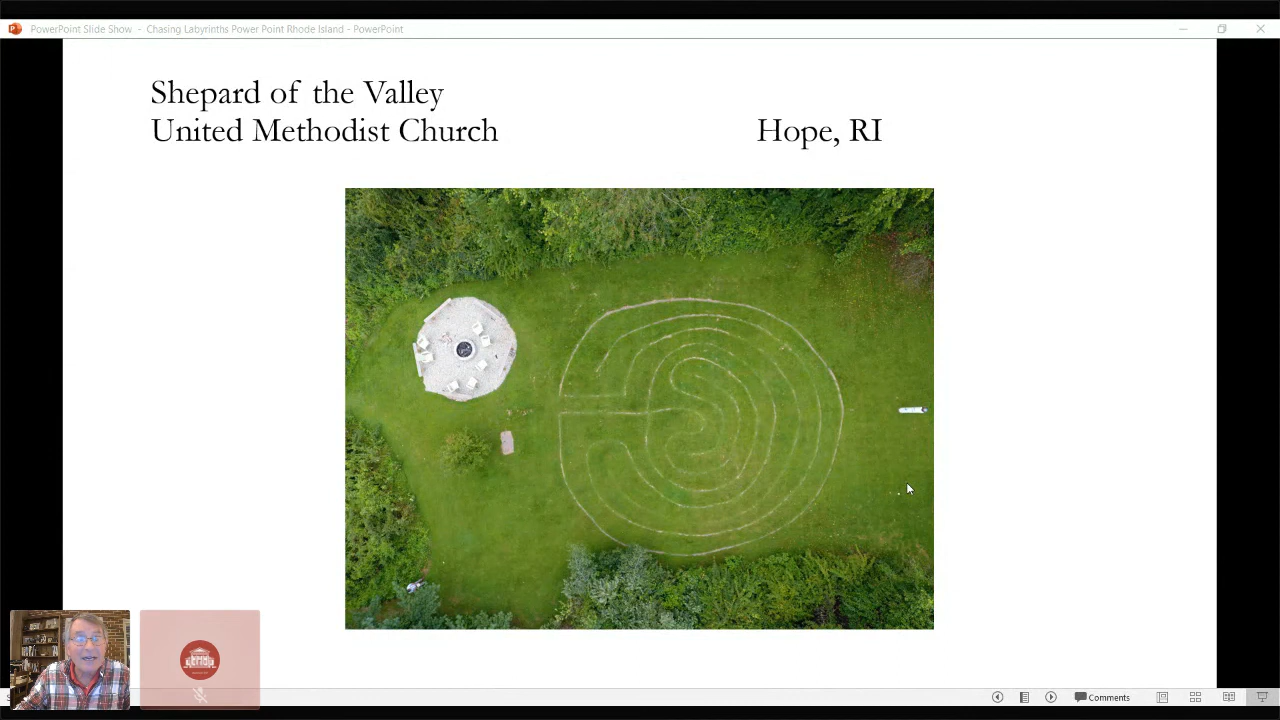 PowerPoint Slide Show - Chasing Labyrinths Power Point Rhode Island - PowerPoint
Shepard of the Valley
United Methodist Church
Hope, RI
Comments